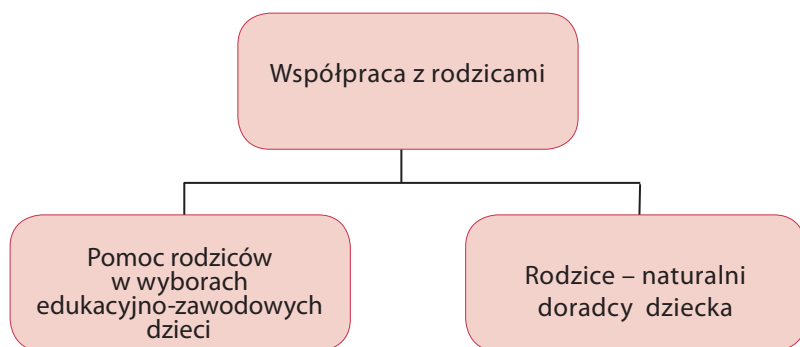 Współpraca z rodzicami
Pomoc rodziców
w wyborach
edukacyjno-zawodowych
dzieci
Rodzice – naturalni
doradcy dziecka